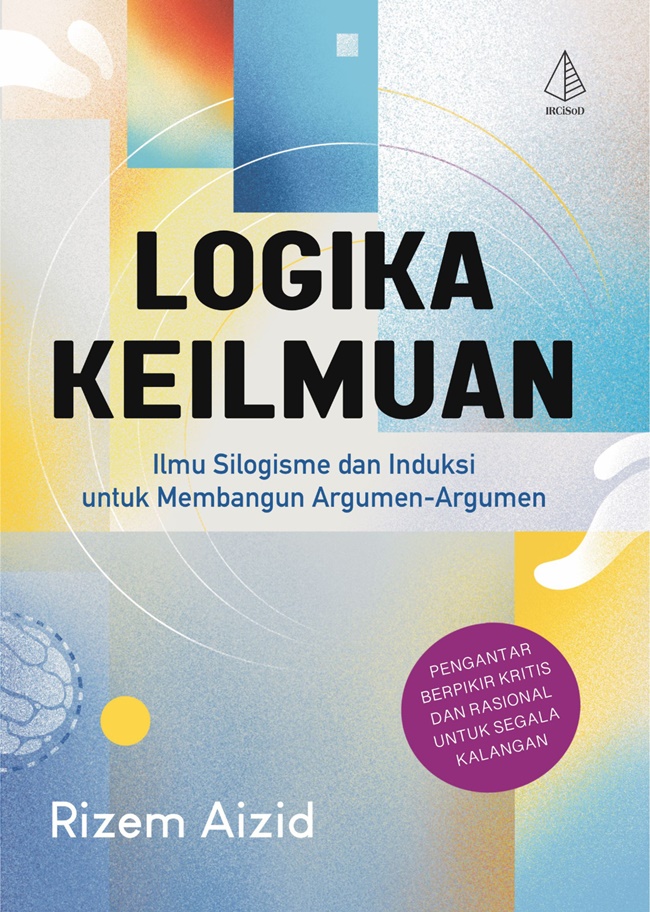 IRCiSoD
LOGIKA
KEILMUAN
Ilmu Silogisme dan Induksi
untuk Membangun Argumen-Argumen
PENGANTAR
BERPIKIR KRITIS
DAN RASIONAL
UNTUK SEGALA
KALANGAN
Rizem Aizid